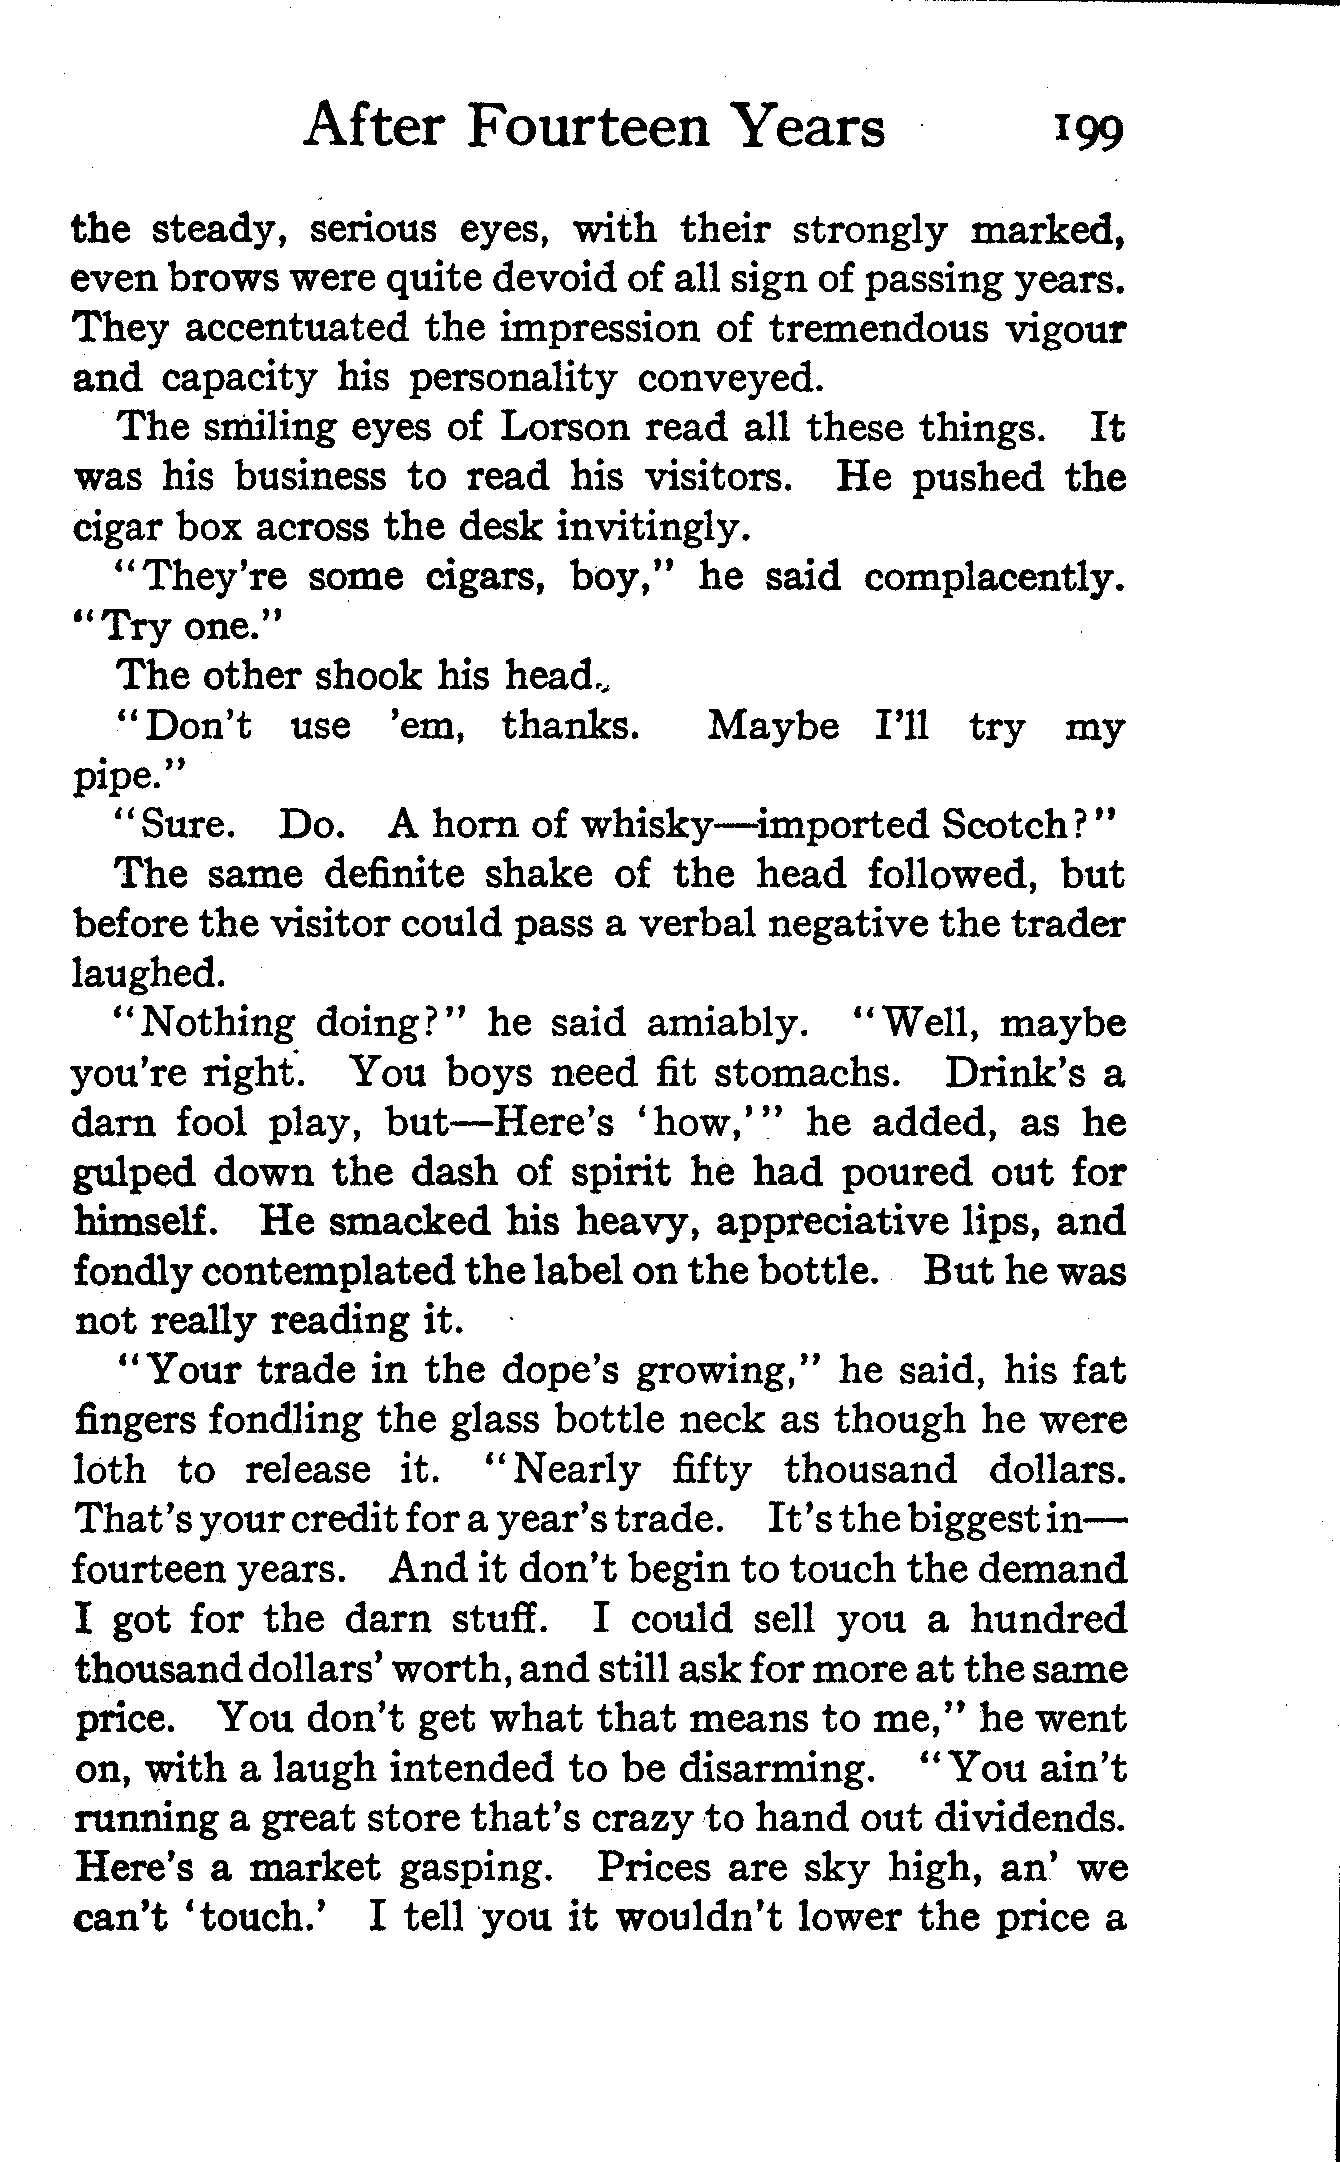 After Fourteen Years 199
the steady, serious eyes, with their strongly marked,
even brows were quite devoid of all sign of passing years.
They accentuated the impression of tremendous vigour
and capacity his personality conveyed.
The smiling eyes of Lorson read all these things. It
was his business to read his visitors. He pushed the
cigar box across the desk invitingly.
"They're some cigars, boy," he said complacently.
"Try one."
The other shook his head.
"Don't use 'em, thanks. Maybe I'll try my
pipe."
"Sure. Do. A horn of whisky—imported Scotch?"
The same definite shake of the head followed, but
before the visitor could pass a verbal negative the trader
laughed.
"Nothing doing?" he said amiably. "Well, maybe
you're right. You boys need fit stomachs. Drink's a
darn fool play, but—Here's 'how,'" he added, as he
gulped down the dash of spirit he had poured out for
himself. He smacked his heavy, appreciative lips, and
fondly contemplated the label on the bottle. But he was
not really reading it.
"Your trade in the dope's growing," he said, his fat
fingers fondling the glass bottle neck as though he were
loth to release it. "Nearly fifty thousand dollars.
That's your credit for a year's trade. It's the biggest in—
fourteen years. And it don't begin to touch the demand
I got for the darn stuff. I could sell you a hundred
thousand dollars' worth, and still ask for more at the same
price. You don't get what that means to me," he went
on, with a laugh intended to be disarming. "You ain't
running a great store that's crazy to hand out dividends.
Here's a market gasping. Prices are sky high, an' we
can't 'touch.' I tell you it wouldn't lower the price a